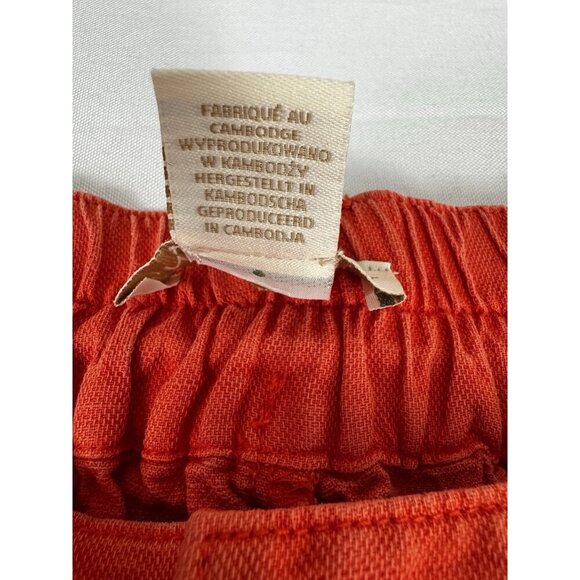 FABRIQUÉ AU
CAMBODGE
WYPRODUKOWANO
W KAMBODŻY
HERGESTELLT IN
KAMBODSCHA
GEPRODUCEERD
IN CAMBODJA